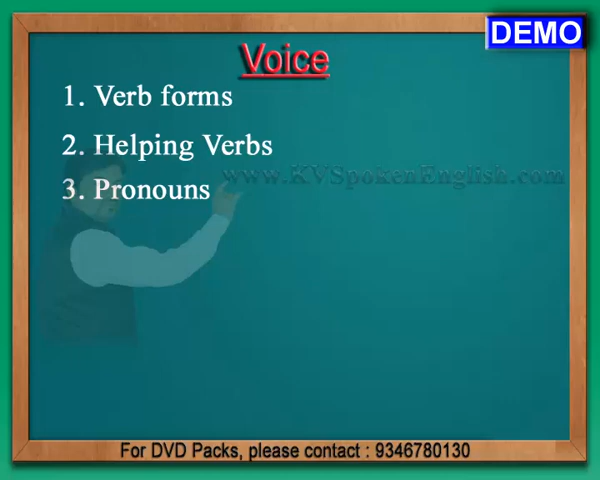 DEMO
Voice
1. Verb forms
2. Helping Verbs
www.KVSpokenEnglish.com
3. Pronouns
For DVD Packs, please contact : 9346780130